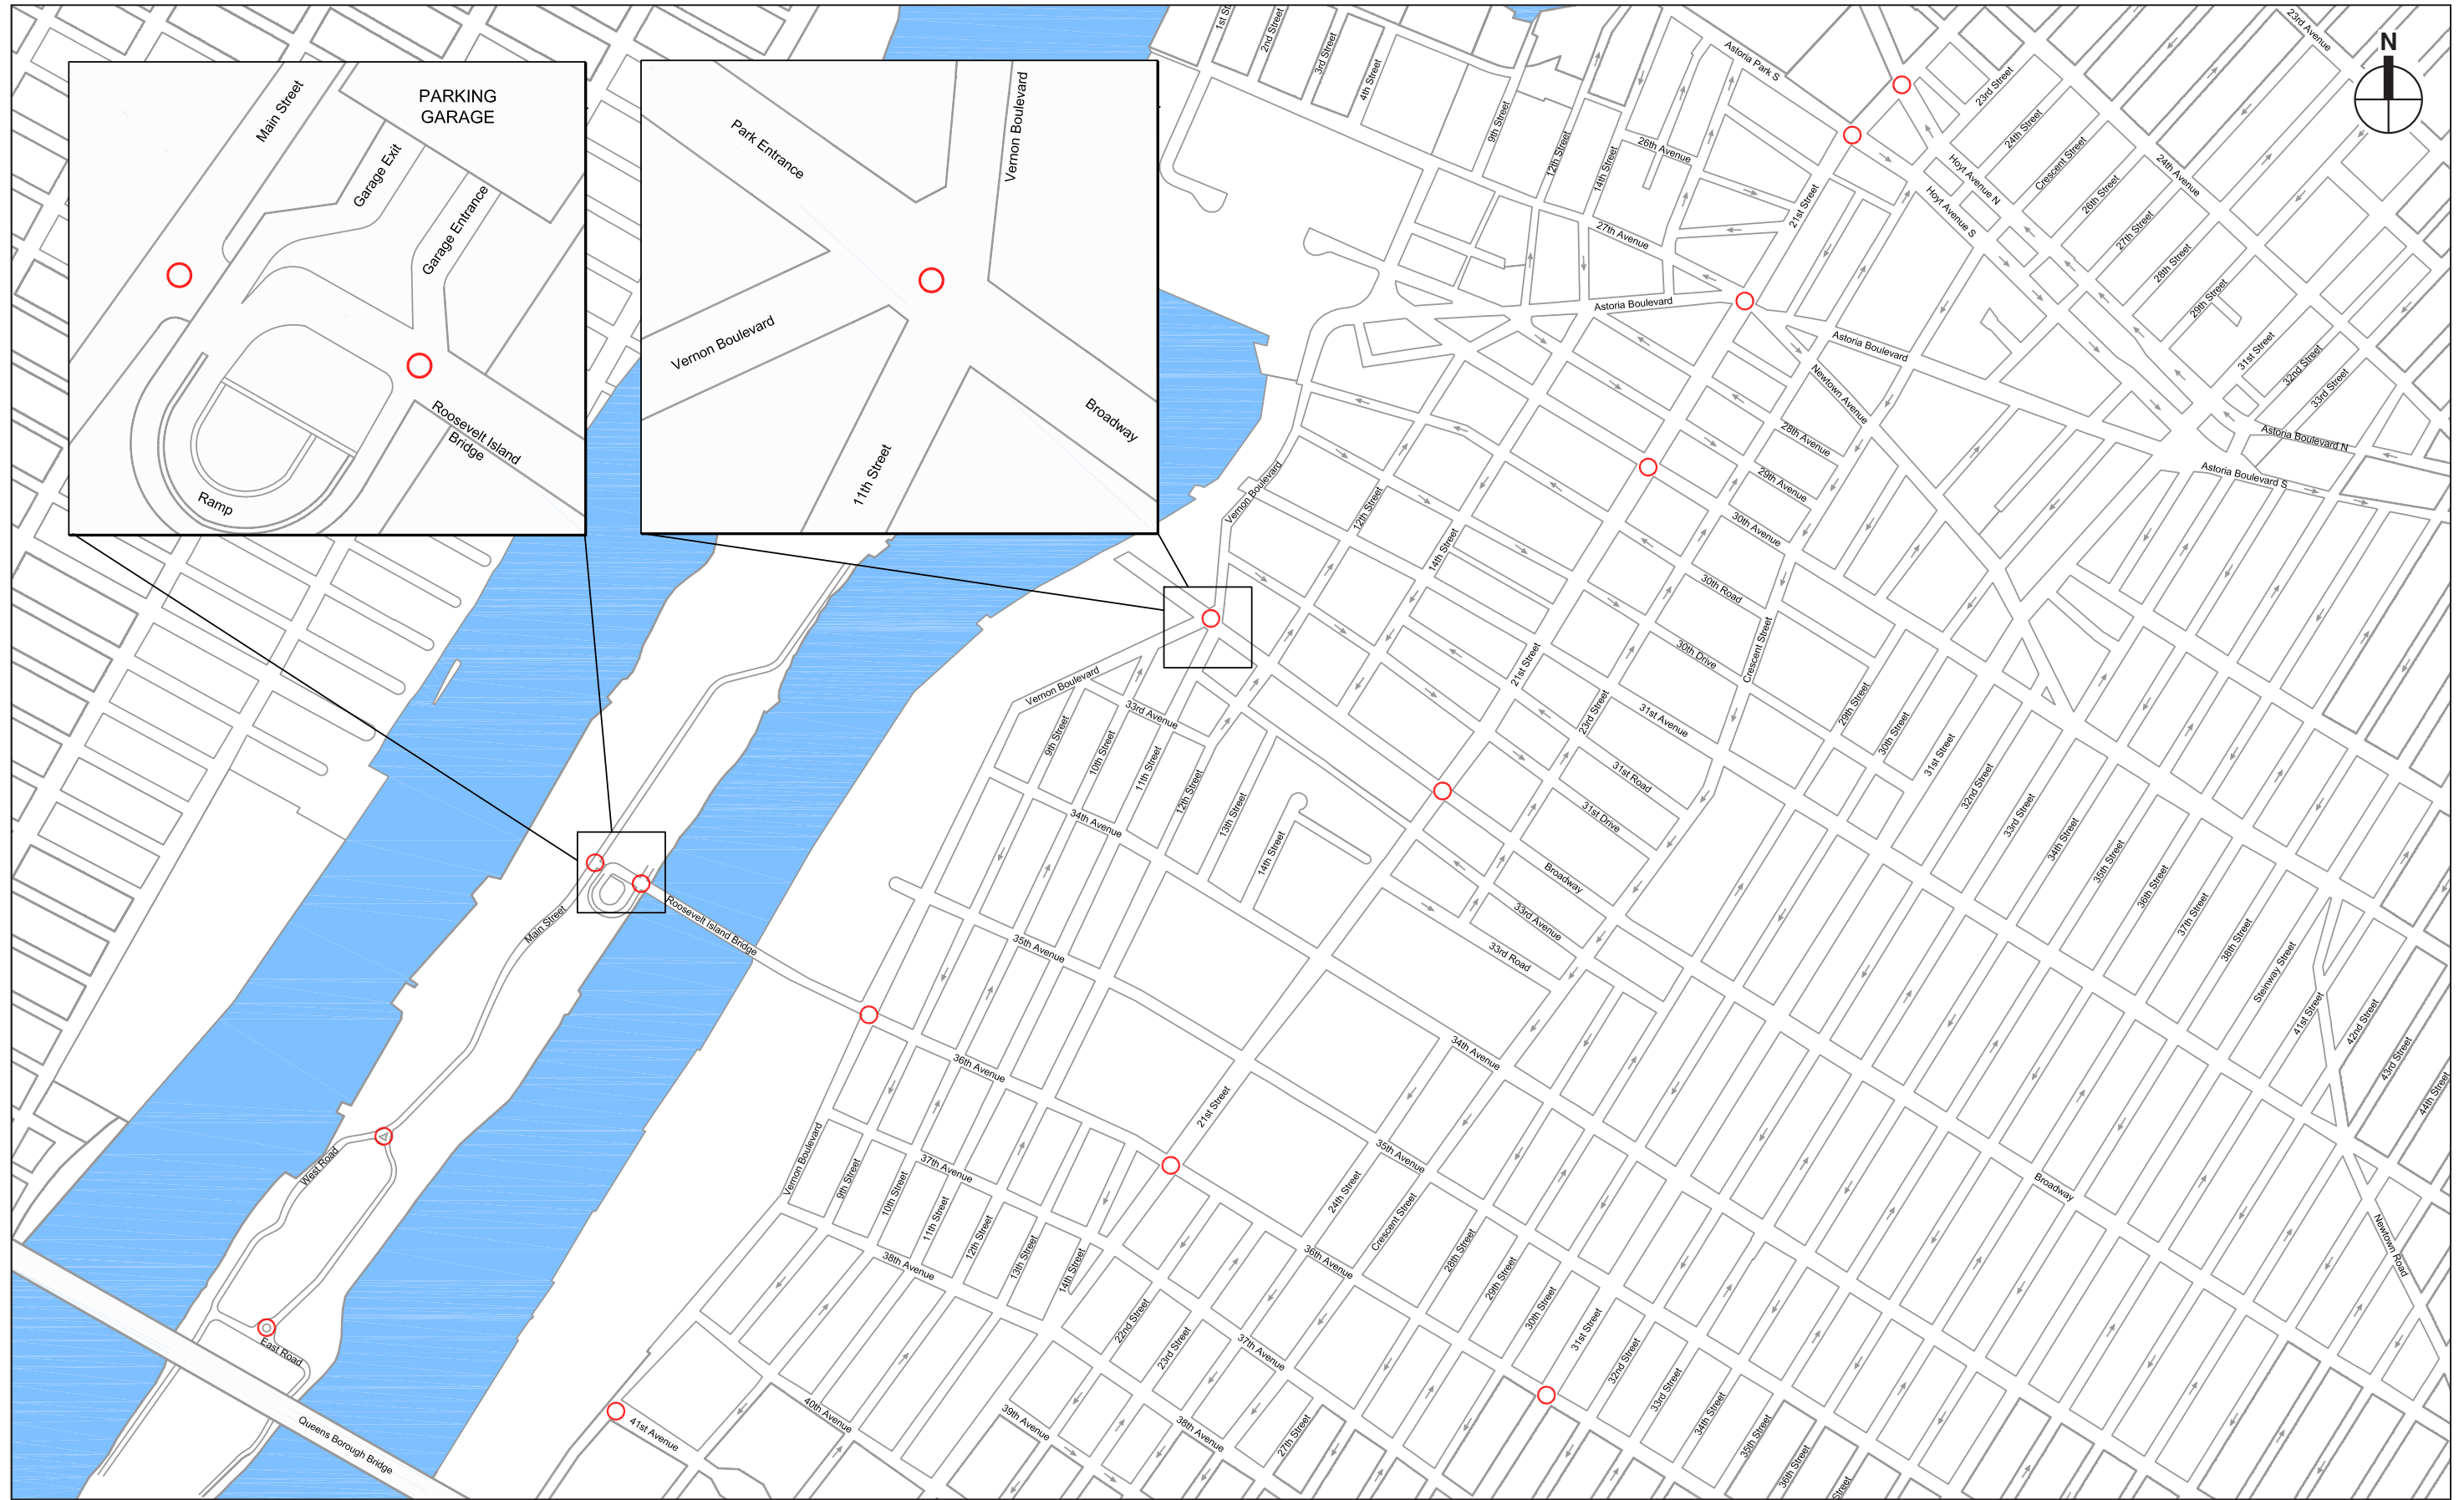 1st St
2nd Street
3rd Street
4th Street
9th Street
12th Street
14th Street
26th Avenue
27th Avenue
Astoria Park S
21st Street
23rd Avenue
23rd Street
24th Street
Crescent Street
26th Street
24th Avenue
27th Street
28th Street
29th Street
Hoyt Avenue N
Hoyt Avenue S
31st Street
32nd Street
33rd Street
N
Main Street
PARKING
GARAGE
Garage Exit
Garage Entrance
Roosevelt Island
Bridge
Ramp
Park Entrance
Vernon Boulevard
Vernon Boulevard
Broadway
11th Street
Astoria Boulevard
Astoria Boulevard
Newtown Avenue
Astoria Boulevard N
Astoria Boulevard S
28th Avenue
29th Avenue
30th Avenue
30th Road
30th Drive
Crescent Street
31st Avenue
31st Road
31st Drive
Broadway
33rd Avenue
33rd Road
Vernon Boulevard
12th Street
14th Street
21st Street
23rd Street
29th Street
30th Street
31st Street
32nd Street
33rd Street
34th Street
35th Street
36th Street
37th Street
38th Street
Steinway Street
41st Street
42nd Street
43rd Street
44th Street
Vernon Boulevard
33rd Avenue
9th Street
10th Street
11th Street
12th Street
13th Street
14th Street
34th Avenue
35th Avenue
Main Street
Roosevelt Island Bridge
36th Avenue
34th Avenue
21st Street
35th Avenue
24th Street
Crescent Street
36th Avenue
Broadway
Newtown Road
West Road
East Road
Queens Borough Bridge
Vernon Boulevard
37th Avenue
9th Street
10th Street
11th Street
12th Street
13th Street
14th Street
38th Avenue
22nd Street
23rd Street
37th Avenue
28th Street
29th Street
30th Street
31st Street
32nd Street
33rd Street
34th Street
35th Street
36th Street
Street
41st Avenue
40th Avenue
39th Avenue
38th Avenue
27th Street